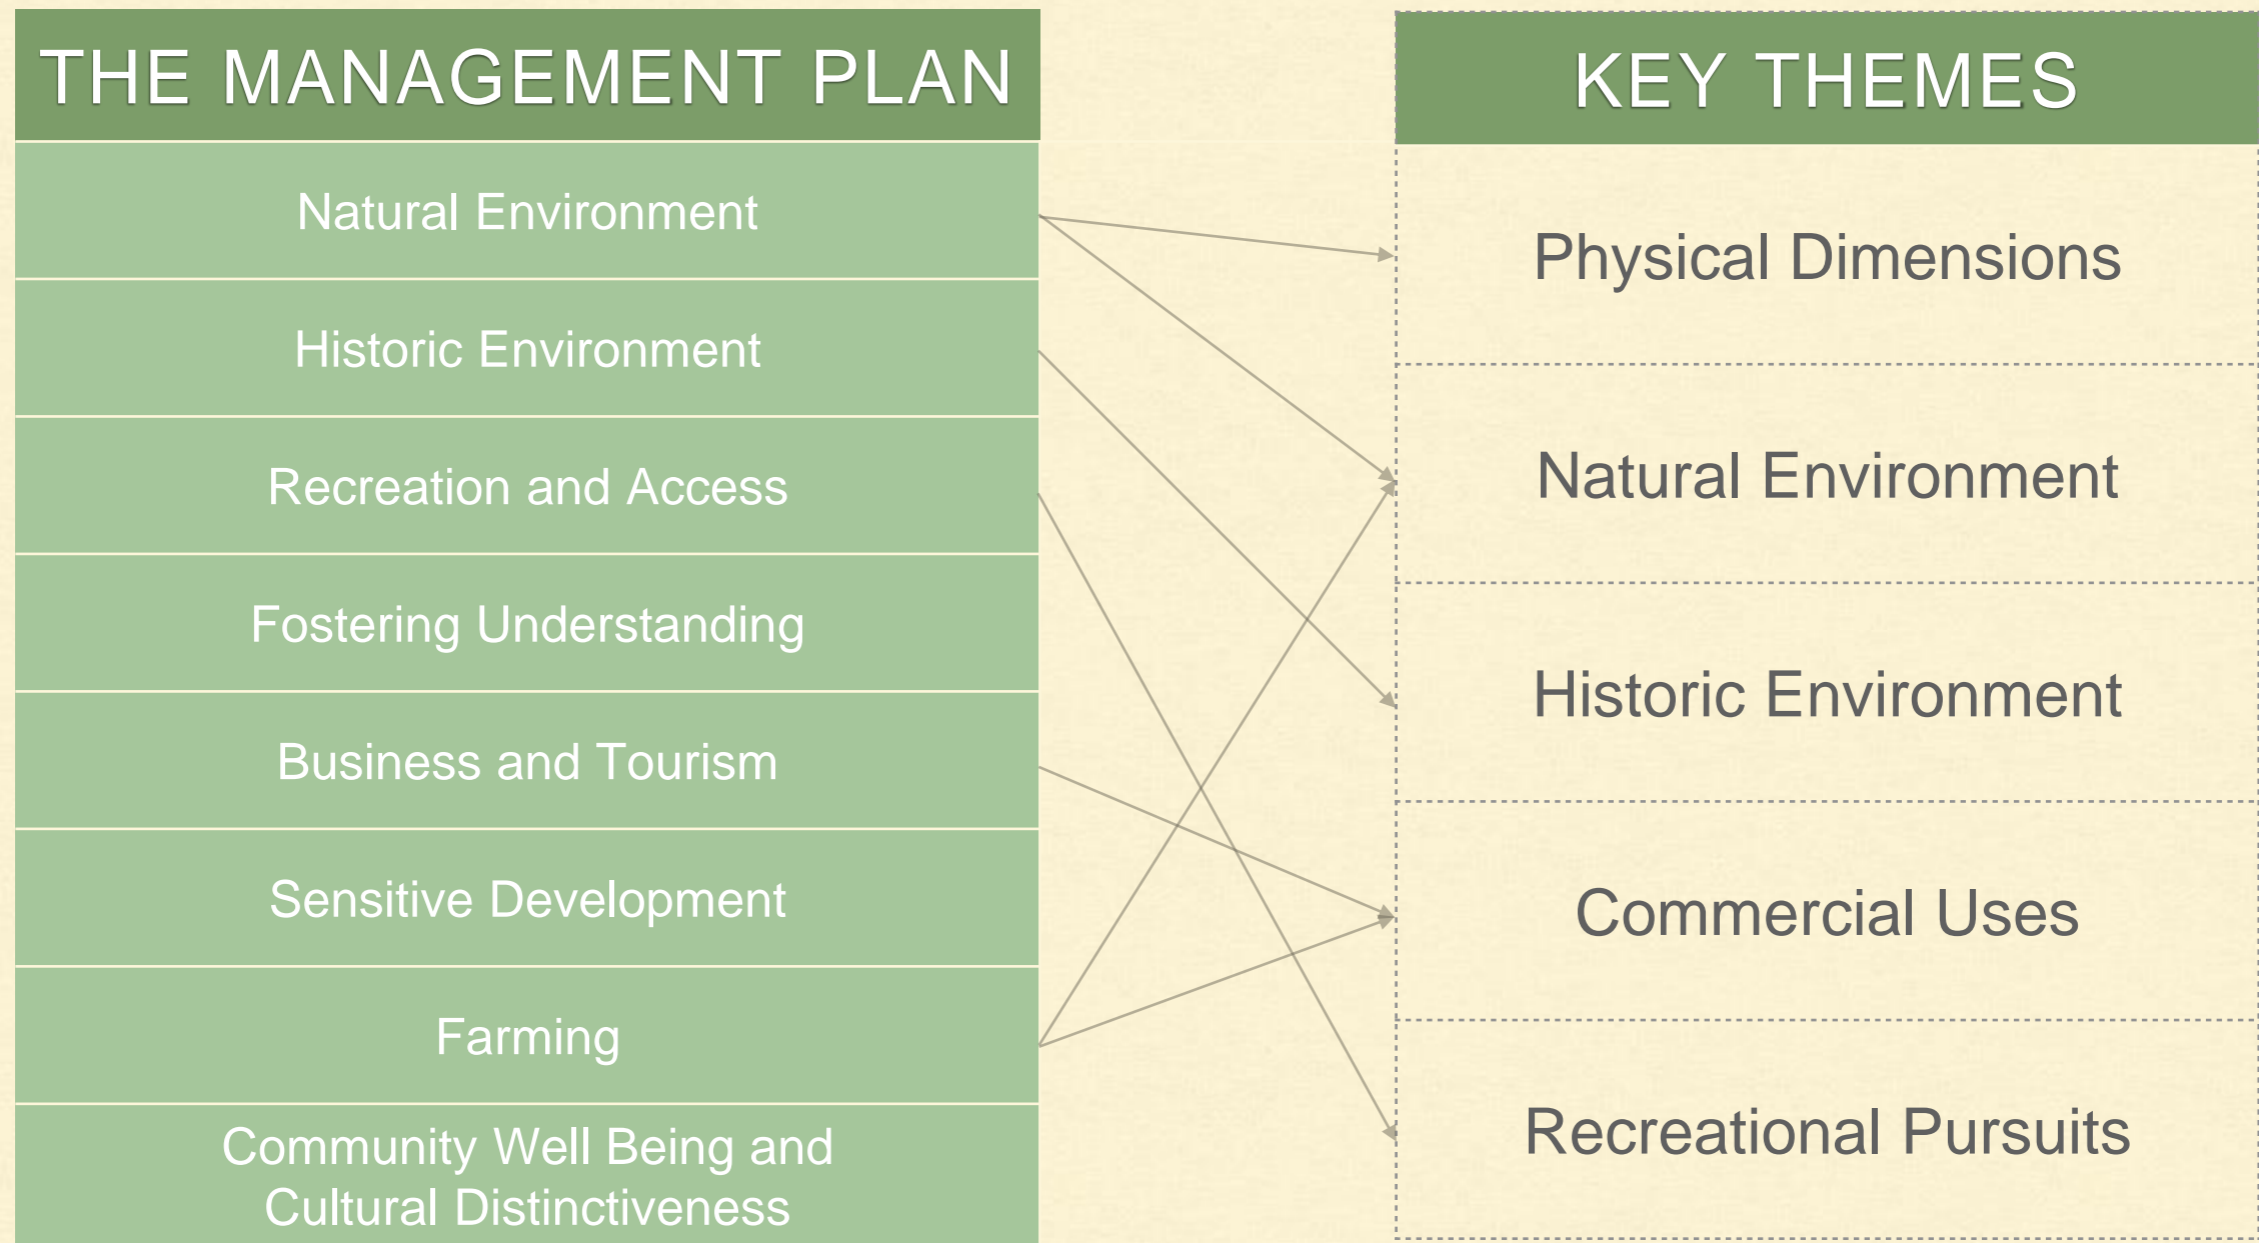 THE MANAGEMENT PLAN
Natural Environment
Historic Environment
Recreation and Access
Fostering Understanding
Business and Tourism
Sensitive Development
Farming
Community Well Being and
Cultural Distinctiveness
KEY THEMES
Physical Dimensions
Natural Environment
Historic Environment
Commercial Uses
Recreational Pursuits